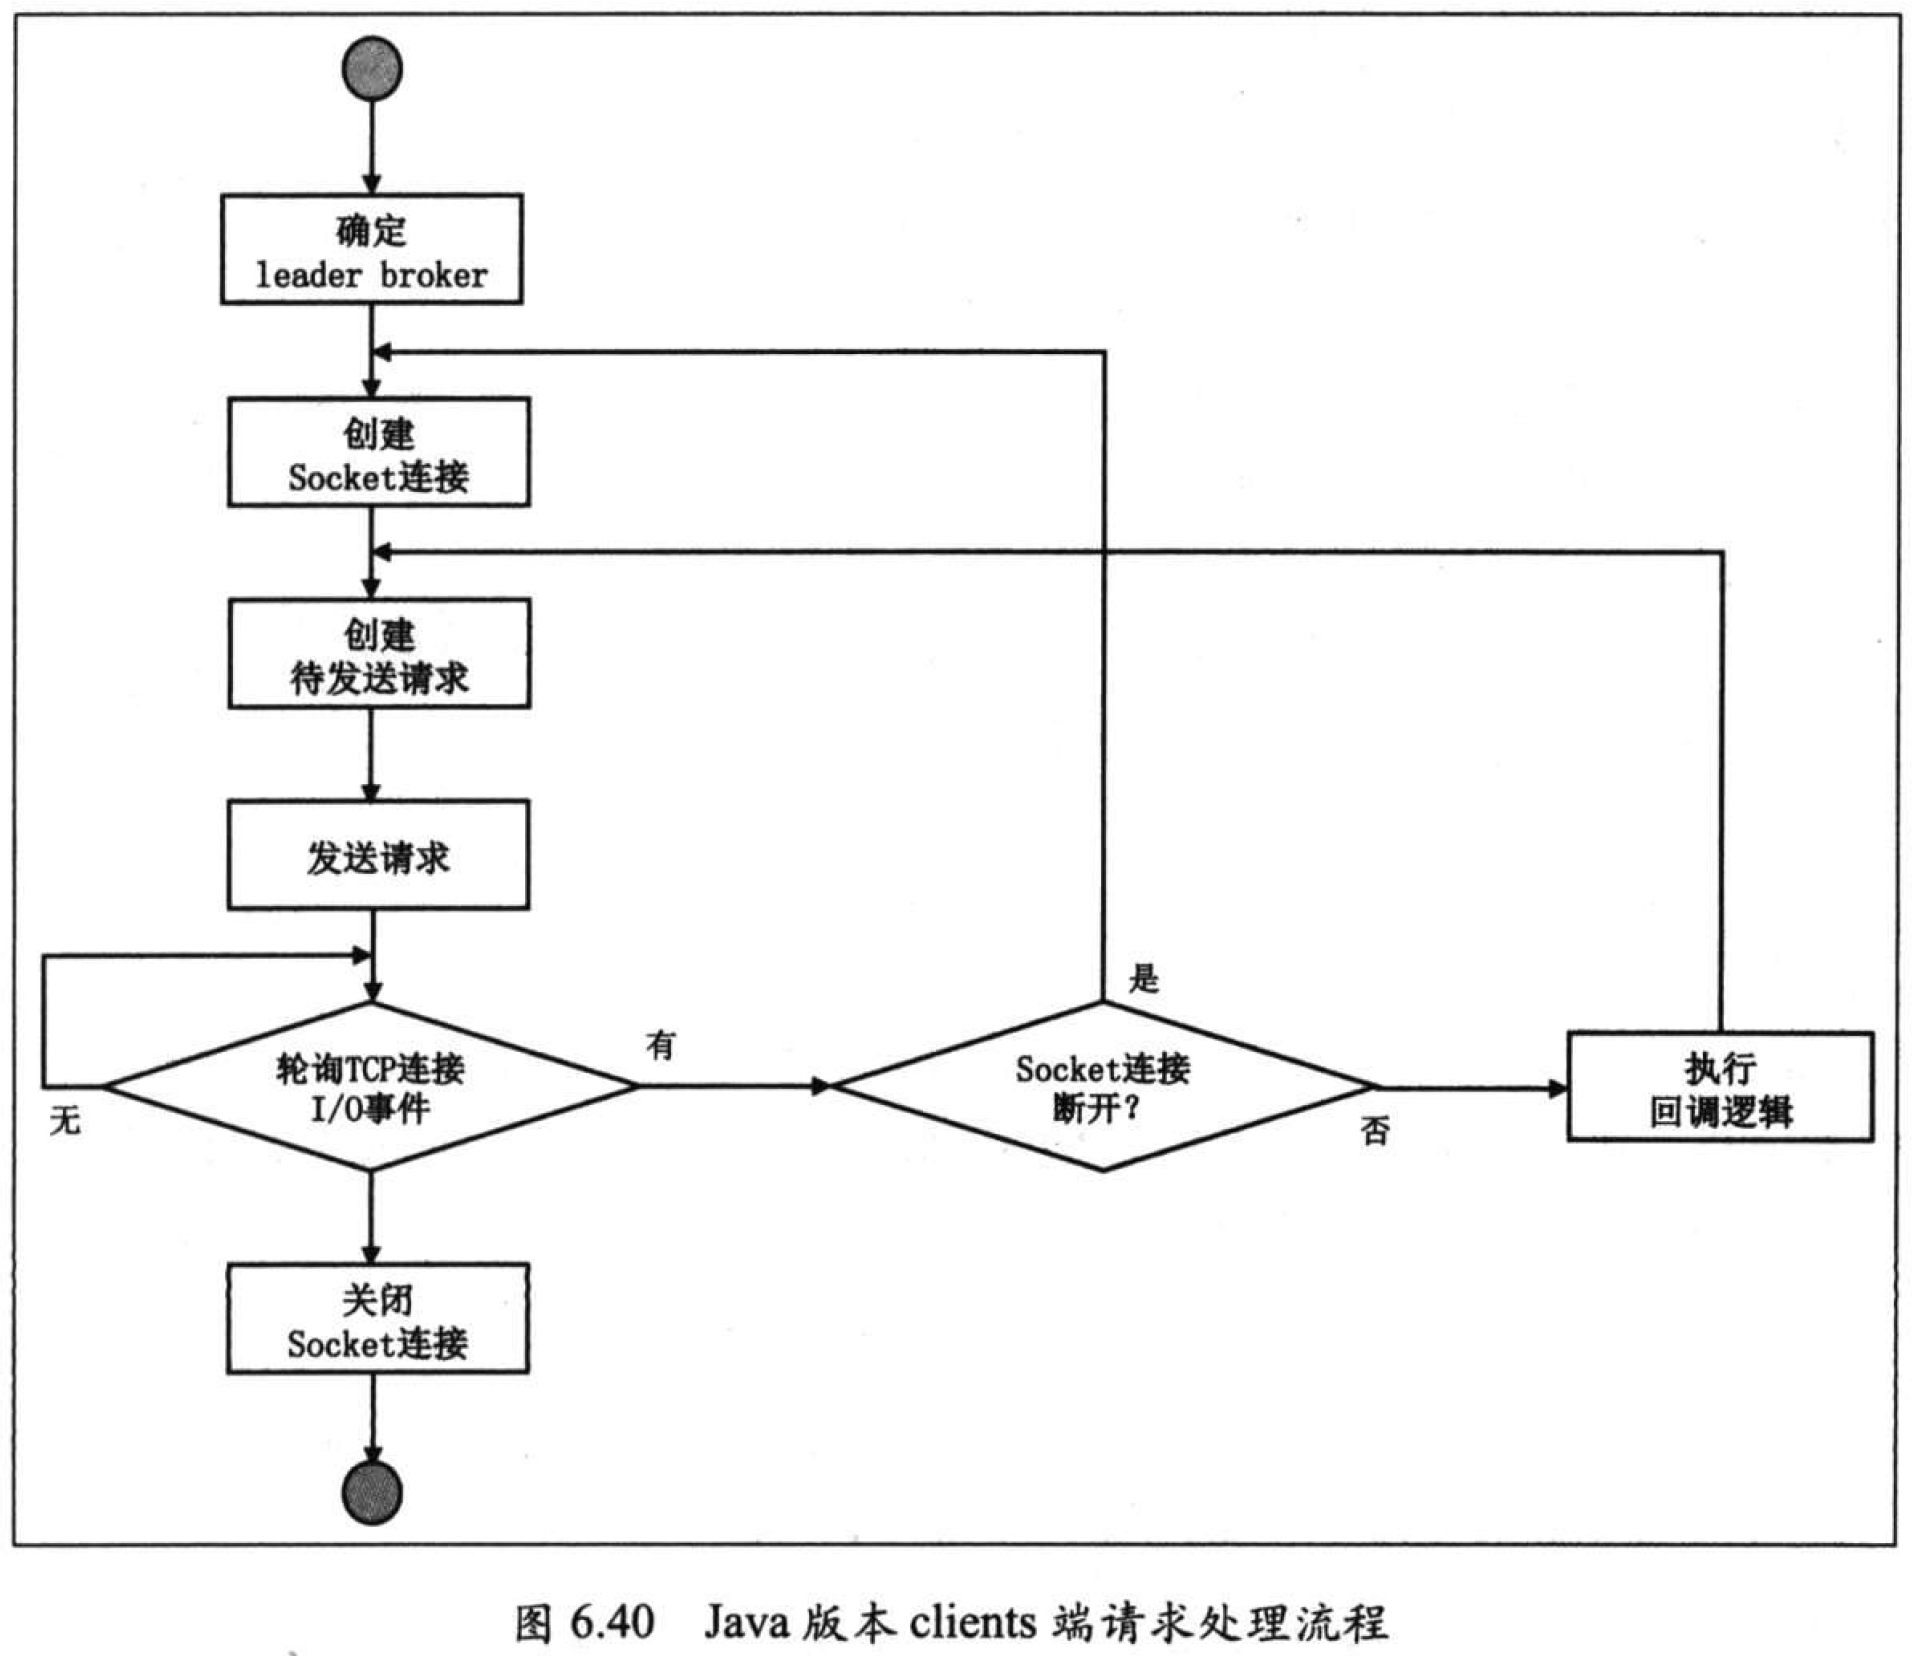 确定
leader broker
创建
Socket连接
创建
待发送请求
发送请求
是
有
轮询TCP连接
I/O事件
无
Socket连接
断开?
否
执行
回调逻辑
关闭
Socket连接
图 6.40 Java 版本 clients 端请求处理流程